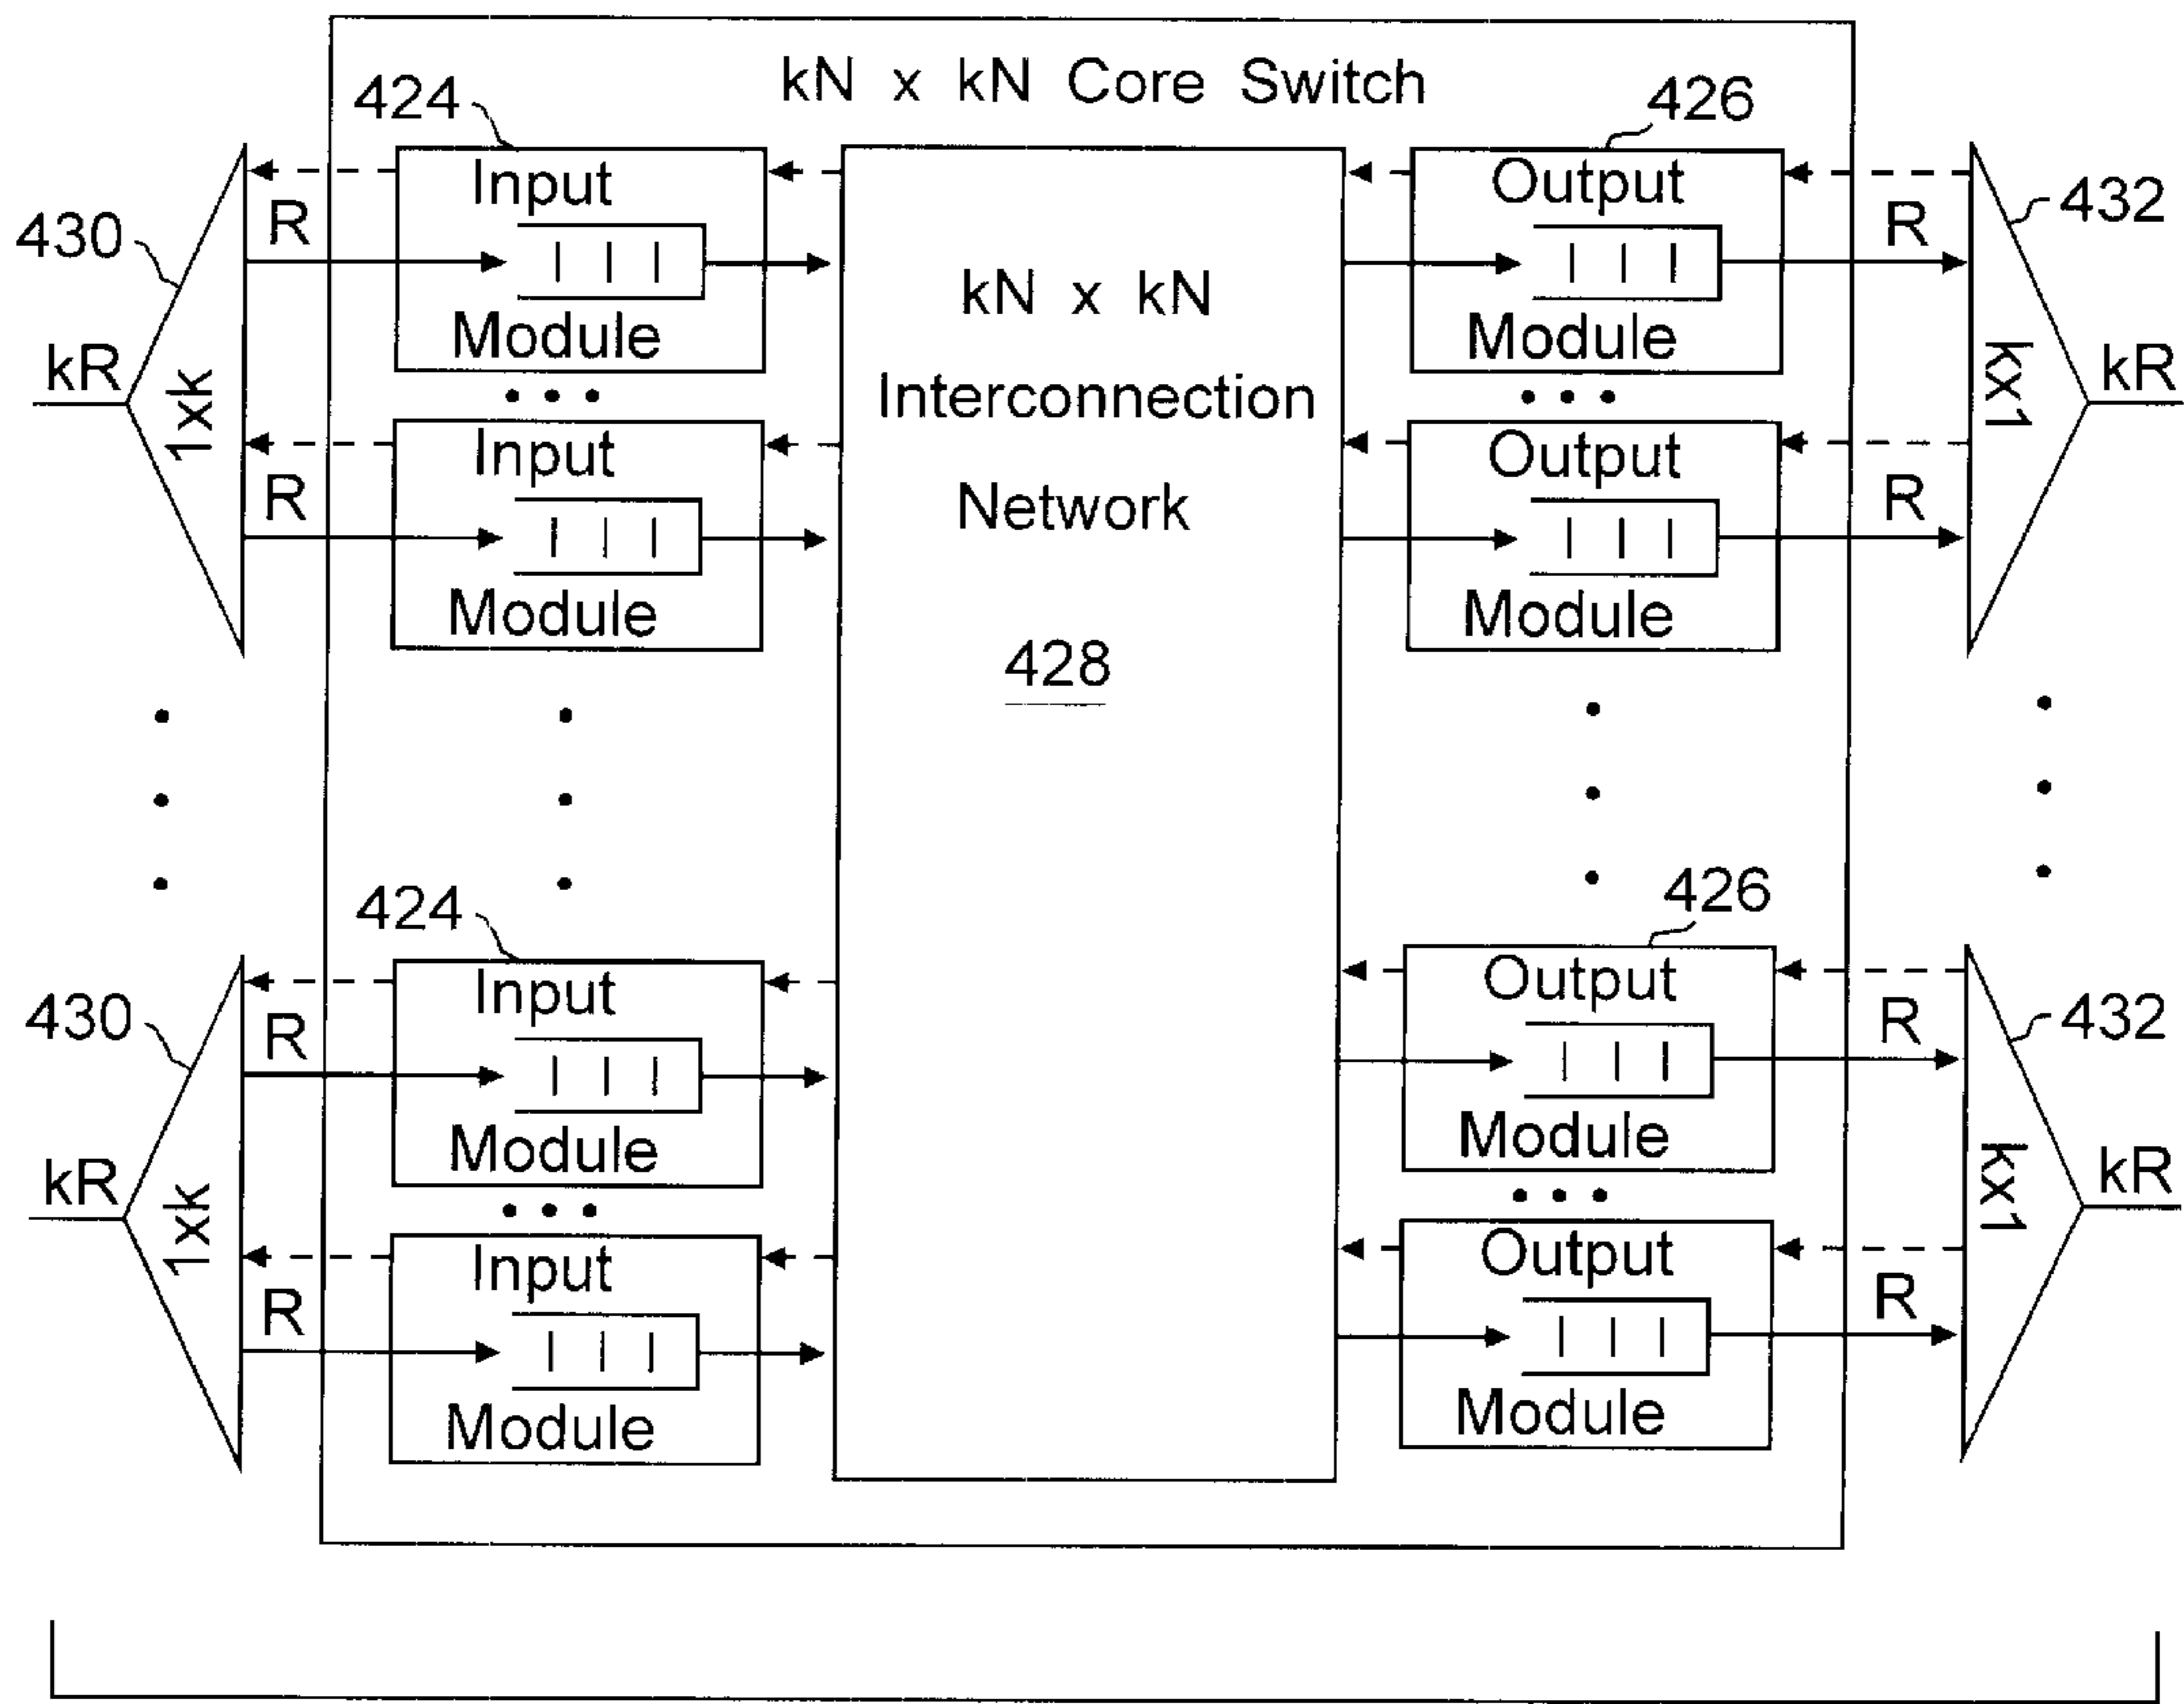 kN x kN Core Switch
424
426
Input
Output
430
R
R
432
kN x kN
Module
Module
kR
1xk
Interconnection
kx1
kR
Input
Output
R
R
Network
Module
Module
428
424
426
Input
Output
430
R
R
432
Module
Module
kR
1xk
kx1
kR
Input
Output
R
R
Module
Module